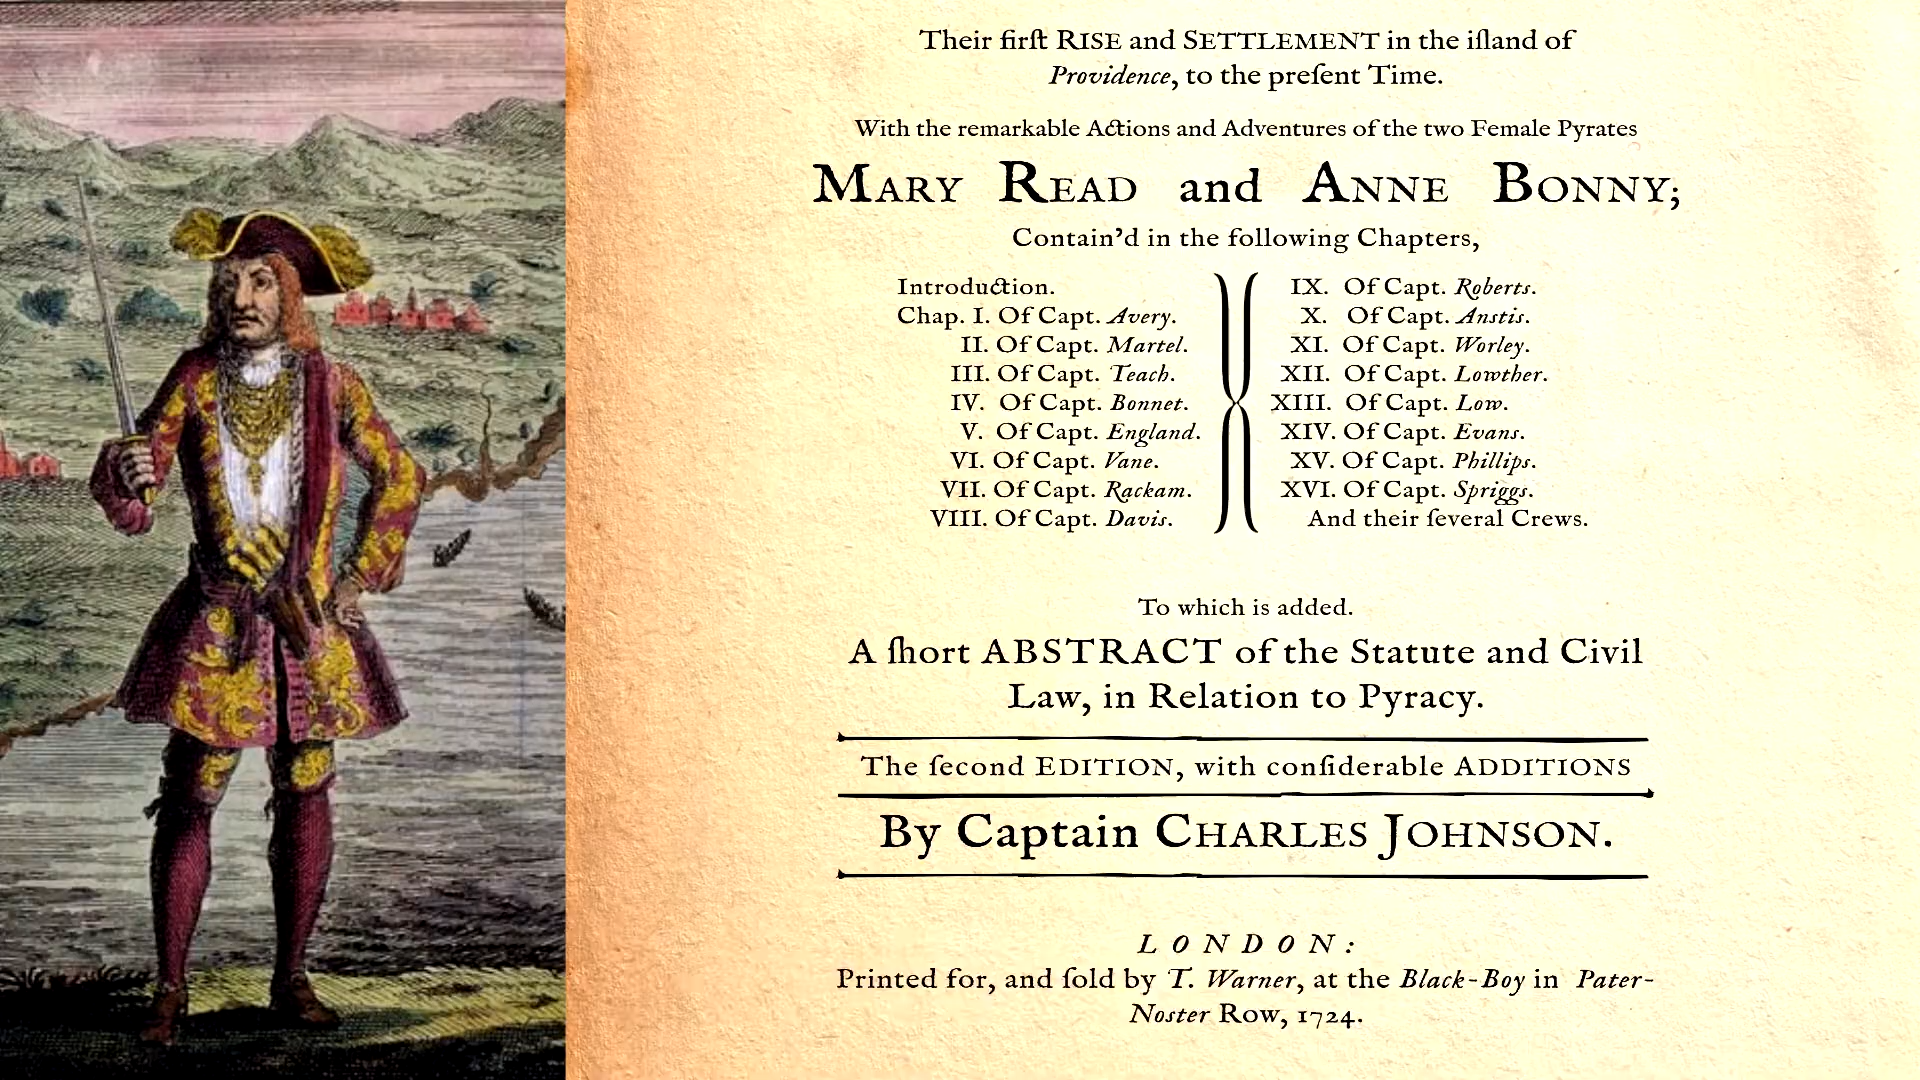 Their firſt RISE and SETTLEMENT in the iſland of
Providence, to the preſent Time.
With the remarkable Actions and Adventures of the two Female Pyrates
MARY READ and ANNE BONNY;
Contain'd in the following Chapters,
Introduction.
Chap. I. Of Capt. Avery.
II. Of Capt. Martel.
III. Of Capt. Teach.
IV. Of Capt. Bonnet.
V. Of Capt. England.
VI. Of Capt. Vane.
VII. Of Capt. Rackam.
VIII. Of Capt. Davis.
IX. Of Capt. Roberts.
X. Of Capt. Anstis.
XI. Of Capt. Worley.
XII. Of Capt. Lowther.
XIII. Of Capt. Low.
XIV. Of Capt. Evans.
XV. Of Capt. Phillips.
XVI. Of Capt. Spriggs.
And their ſeveral Crews.
To which is added.
A ſhort ABSTRACT of the Statute and Civil
Law, in Relation to Pyracy.
The ſecond EDITION, with conſiderable ADDITIONS
By Captain CHARLES JOHNSON.
LONDON:
Printed for, and ſold by T. Warner, at the Black-Boy in Pater-
Noster Row, 1724.